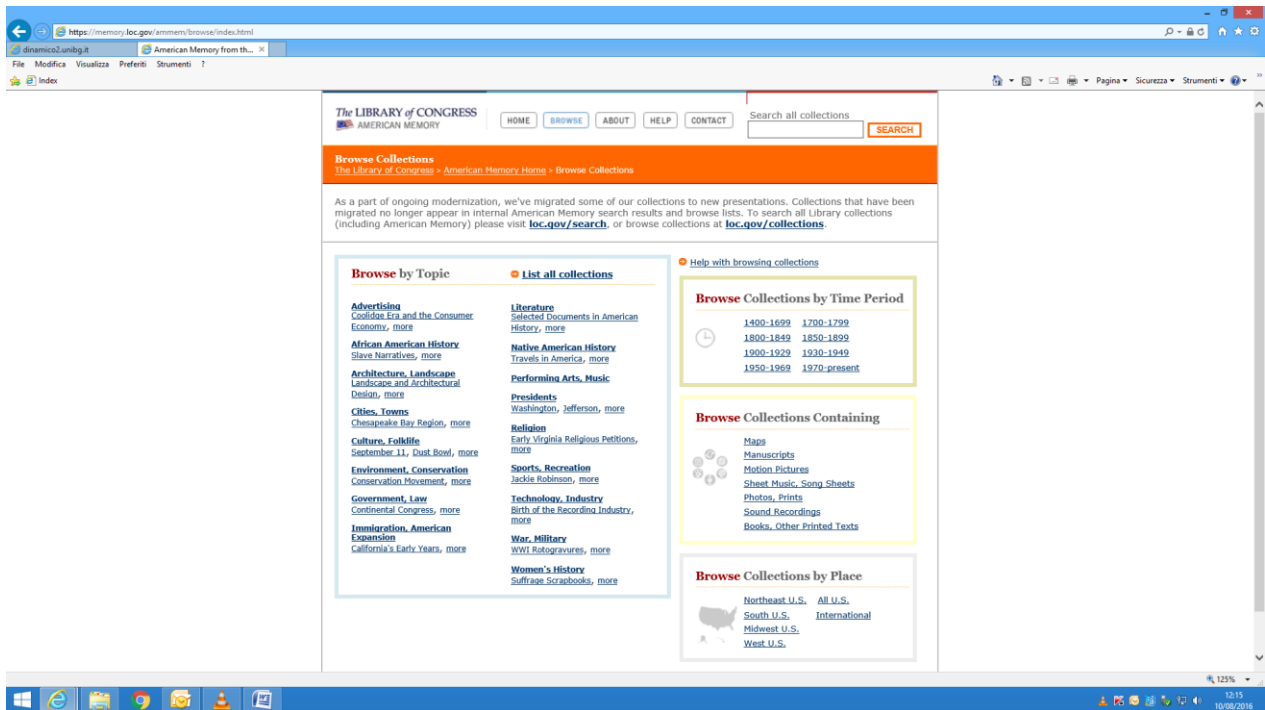 https://memory.loc.gov/ammem/browse/index.html
dinamico2.unibg.it
American Memory from th...
File Modifica Visualizza Preferiti Strumenti ?
Index
Pagina Sicurezza Strumenti
The LIBRARY of CONGRESS
AMERICAN MEMORY
HOME BROWSE ABOUT HELP CONTACT
Search all collections
SEARCH
Browse Collections
The Library of Congress > American Memory Home > Browse Collections
As a part of ongoing modernization, we've migrated some of our collections to new presentations. Collections that have been
migrated no longer appear in internal American Memory search results and browse lists. To search all Library collections
(including American Memory) please visit loc.gov/search, or browse collections at loc.gov/collections.
Browse by Topic
List all collections
Advertising
Coolidge Era and the Consumer
Economy, more
African American History
Slave Narratives, more
Architecture, Landscape
Landscape and Architectural
Design, more
Cities, Towns
Chesapeake Bay Region, more
Culture, Folklife
September 11, Dust Bowl, more
Environment, Conservation
Conservation Movement, more
Government, Law
Continental Congress, more
Immigration, American
Expansion
California's Early Years, more
Literature
Selected Documents in American
History, more
Native American History
Travels in America, more
Performing Arts, Music
Presidents
Washington, Jefferson, more
Religion
Early Virginia Religious Petitions,
more
Sports, Recreation
Jackie Robinson, more
Technology, Industry
Birth of the Recording Industry,
more
War, Military
WWI Rotogravures, more
Women's History
Suffrage Scrapbooks, more
Help with browsing collections
Browse Collections by Time Period
1400-1699 1700-1799
1800-1849 1850-1899
1900-1929 1930-1949
1950-1969 1970-present
Browse Collections Containing
Maps
Manuscripts
Motion Pictures
Sheet Music, Song Sheets
Photos, Prints
Sound Recordings
Books, Other Printed Texts
Browse Collections by Place
Northeast U.S. All U.S.
South U.S. International
Midwest U.S.
West U.S.
125%
12:15
10/08/2016